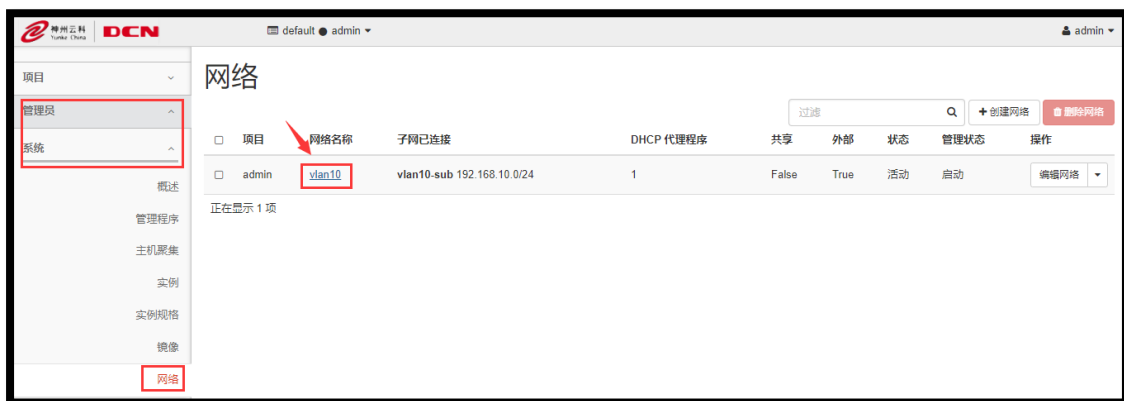 神州云科 Yunke China DCN default ● admin admin
项目
管理员
系统
概述
管理程序
主机聚集
实例
实例规格
镜像
网络
网络
过滤 +创建网络 删除网络
项目 网络名称 子网已连接 DHCP 代理程序 共享 外部 状态 管理状态 操作
admin vlan10 vlan10-sub 192.168.10.0/24 1 False True 活动 启动 编辑网络
正在显示 1 项